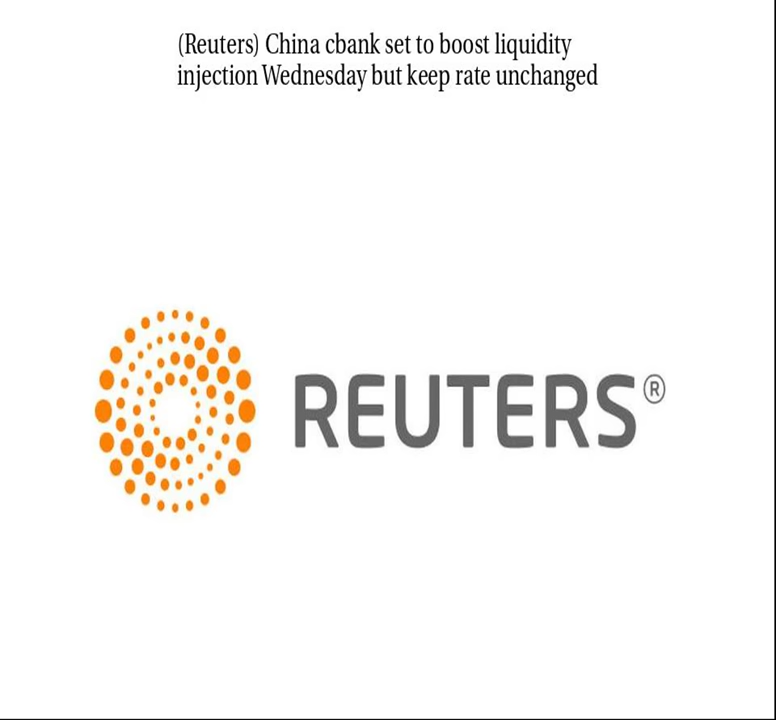 (Reuters) China cbank set to boost liquidity
injection Wednesday but keep rate unchanged
REUTERS®